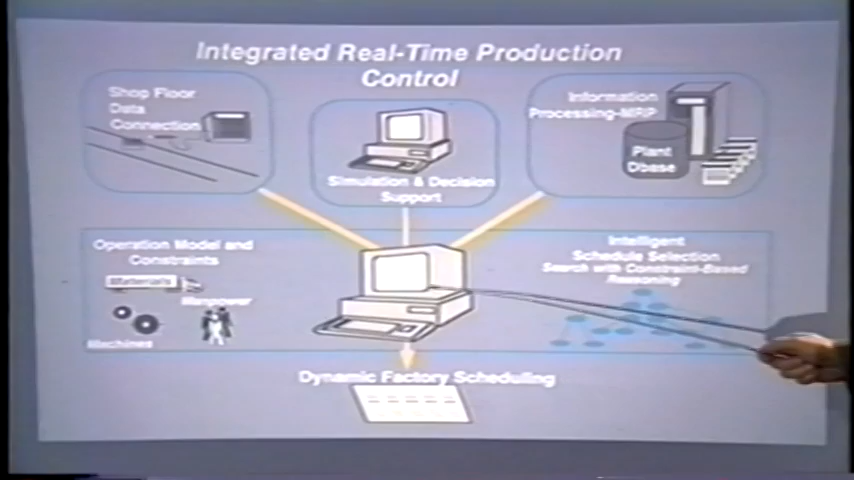 Integrated Real-Time Production
Control
Shop Floor
Data
Connection
Simulation & Decision
Support
Information
Processing-MRP
Plant
Dbase
Operation Model and
Constraints
Materials
Manpower
Machines
Intelligent
Schedule Selection
Search with Constraint-Based
Reasoning
Dynamic Factory Scheduling